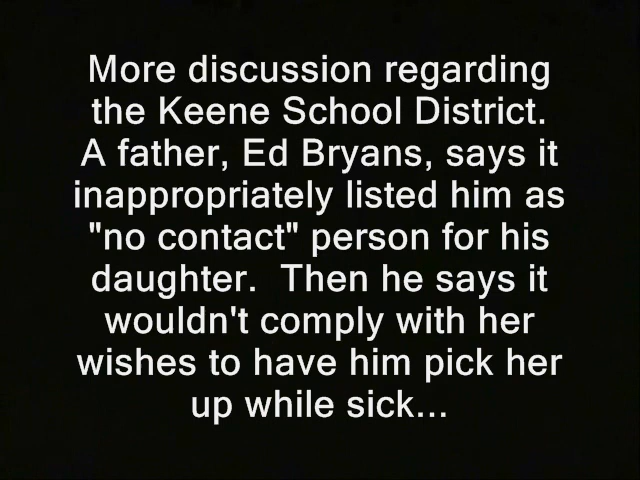 More discussion regarding
the Keene School District.
A father, Ed Bryans, says it
inappropriately listed him as
"no contact" person for his
daughter.  Then he says it
wouldn't comply with her
wishes to have him pick her
up while sick...